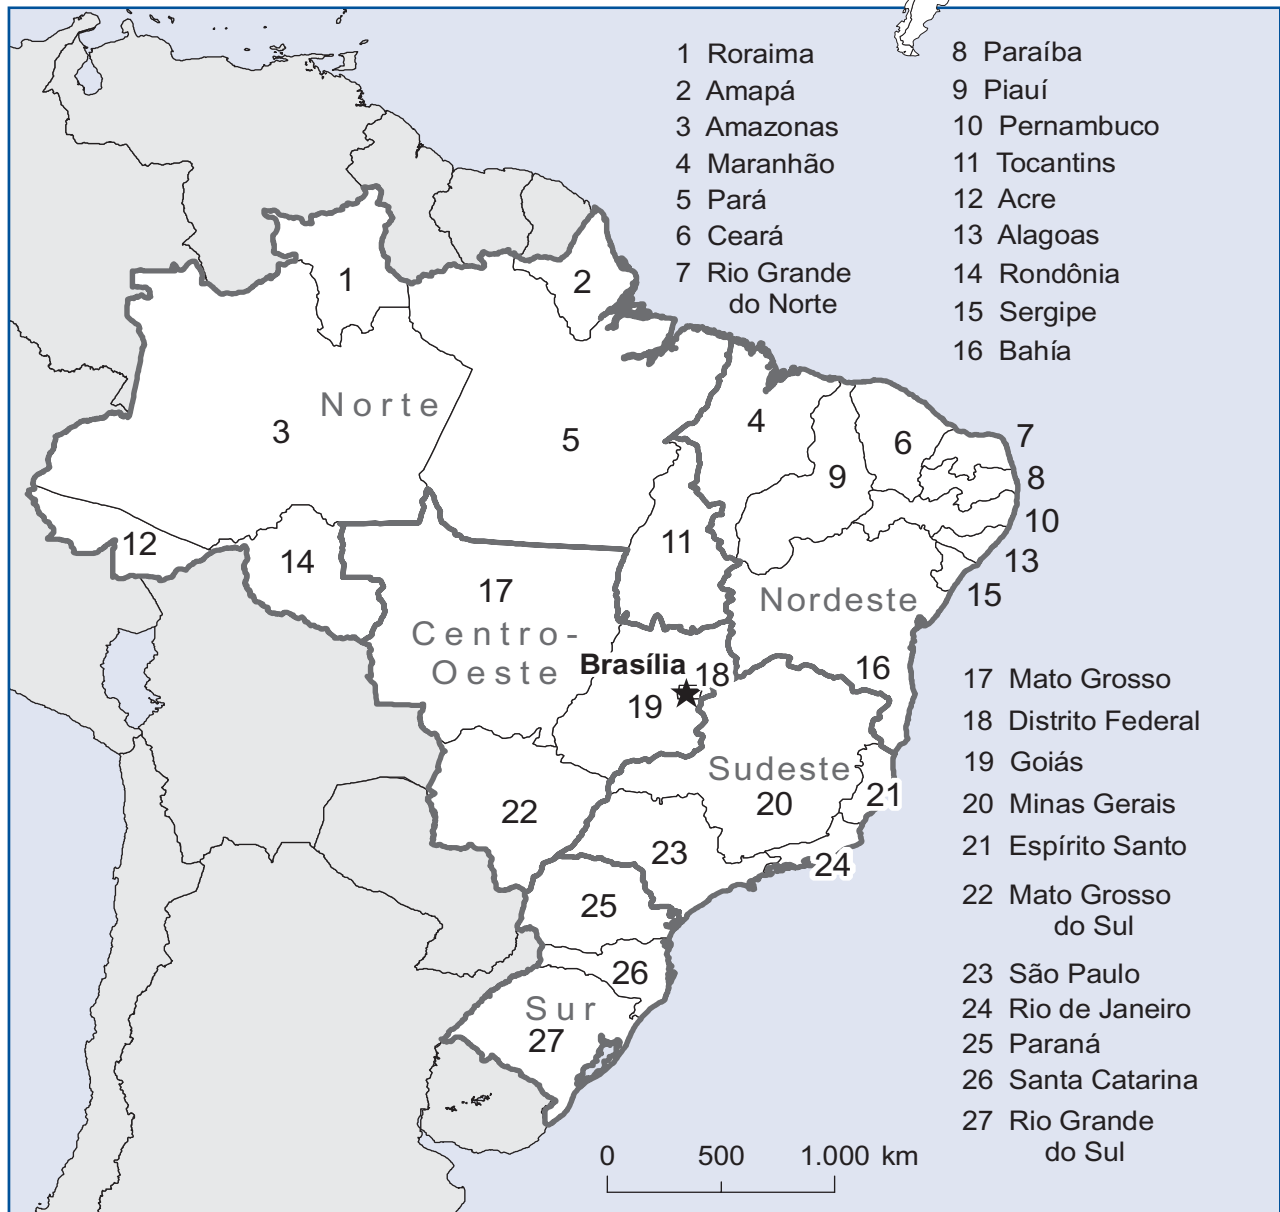 1 Roraima
2 Amapá
3 Amazonas
4 Maranhão
5 Pará
6 Ceará
7 Rio Grande
do Norte
8 Paraíba
9 Piauí
10 Pernambuco
11 Tocantins
12 Acre
13 Alagoas
14 Rondônia
15 Sergipe
16 Bahía
1
2
Norte
3
5
4
9
6
7
8
10
13
15
12
14
11
17
Centro-
Oeste
Nordeste
16
Brasília
18
19
Sudeste
20
21
22
23
24
25
26
Sur
27
17 Mato Grosso
18 Distrito Federal
19 Goiás
20 Minas Gerais
21 Espírito Santo
22 Mato Grosso
do Sul
23 São Paulo
24 Rio de Janeiro
25 Paraná
26 Santa Catarina
27 Rio Grande
do Sul
0 500 1.000 km